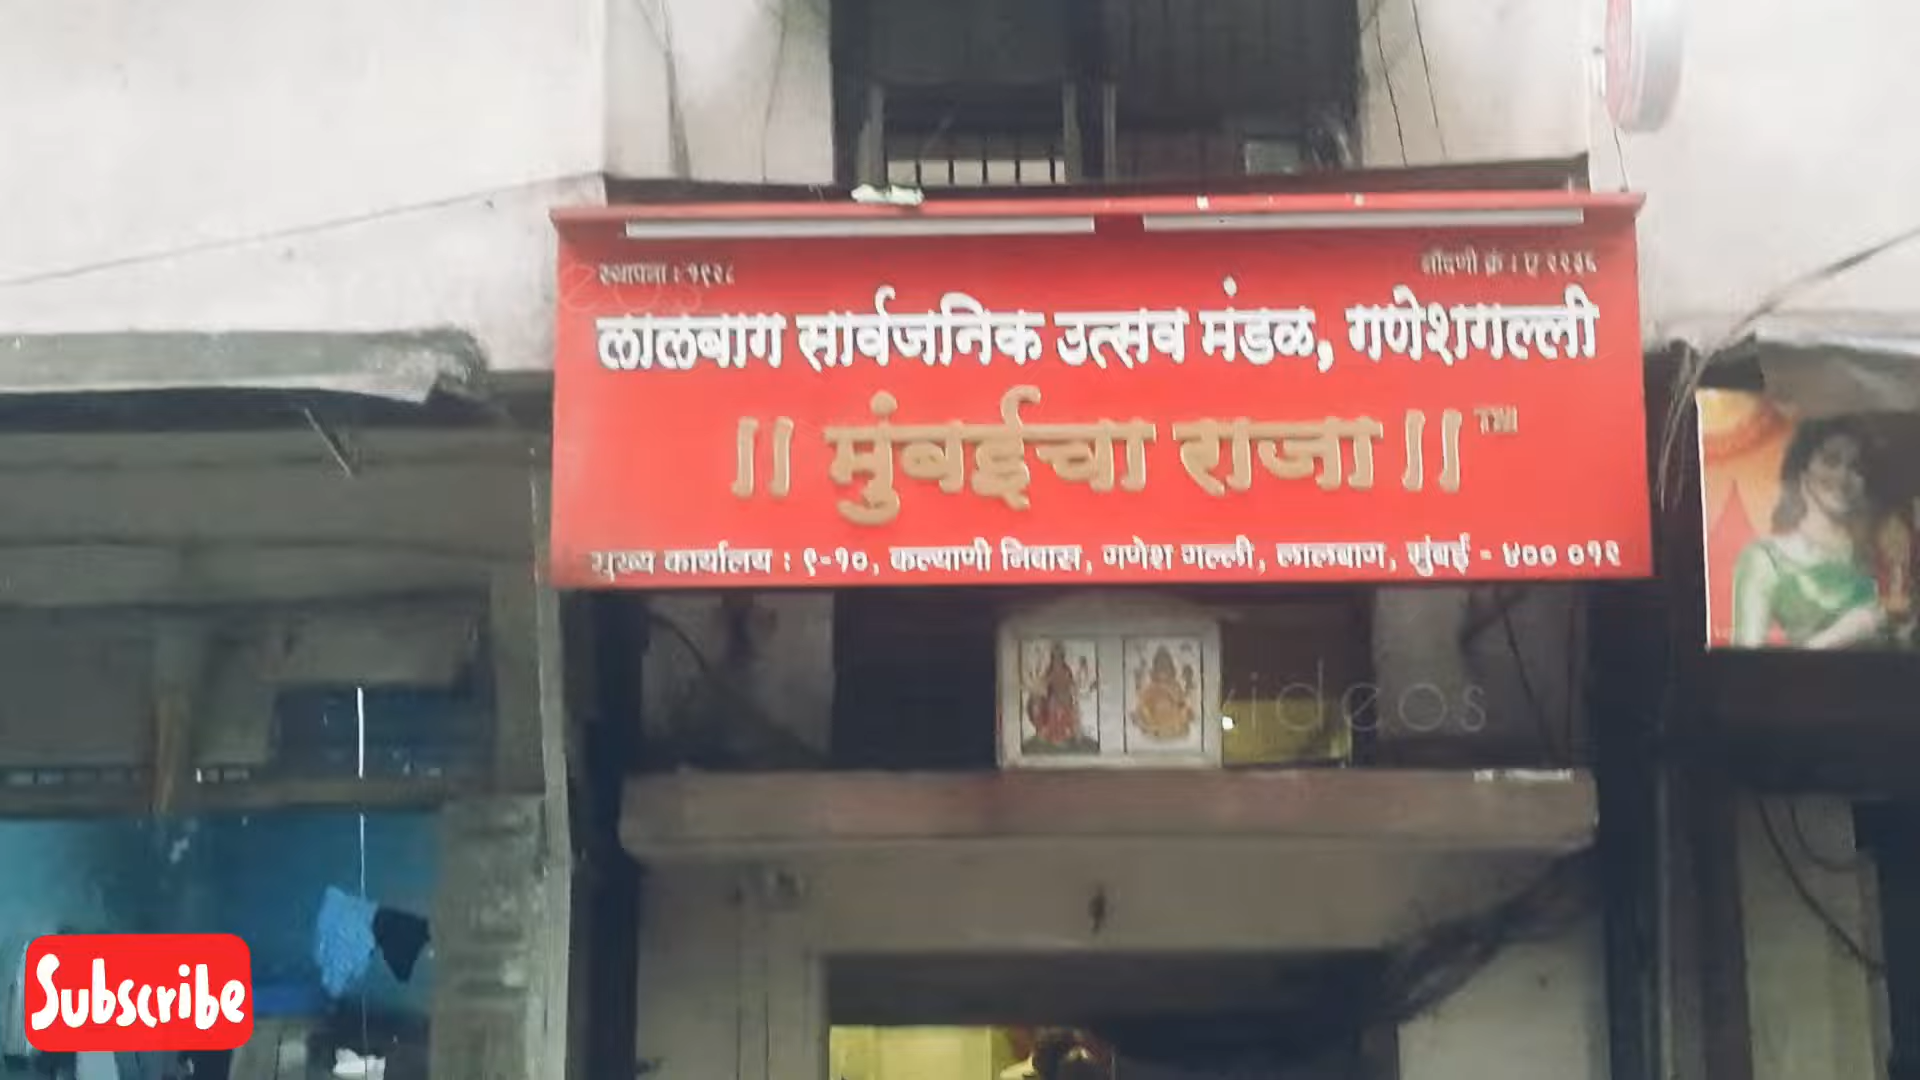 स्थापना : १९२८
नोंदणी क्रं : ए २२३६
लालबाग सार्वजनिक उत्सव मंडळ, गणेशगल्ली
|| मुंबईचा राजा || TM
मुख्य कार्यालय : ९-१०, कल्याणी निवास, गणेश गल्ली, लालबाग, मुंबई - ४०० ०१२
videos
Subscribe